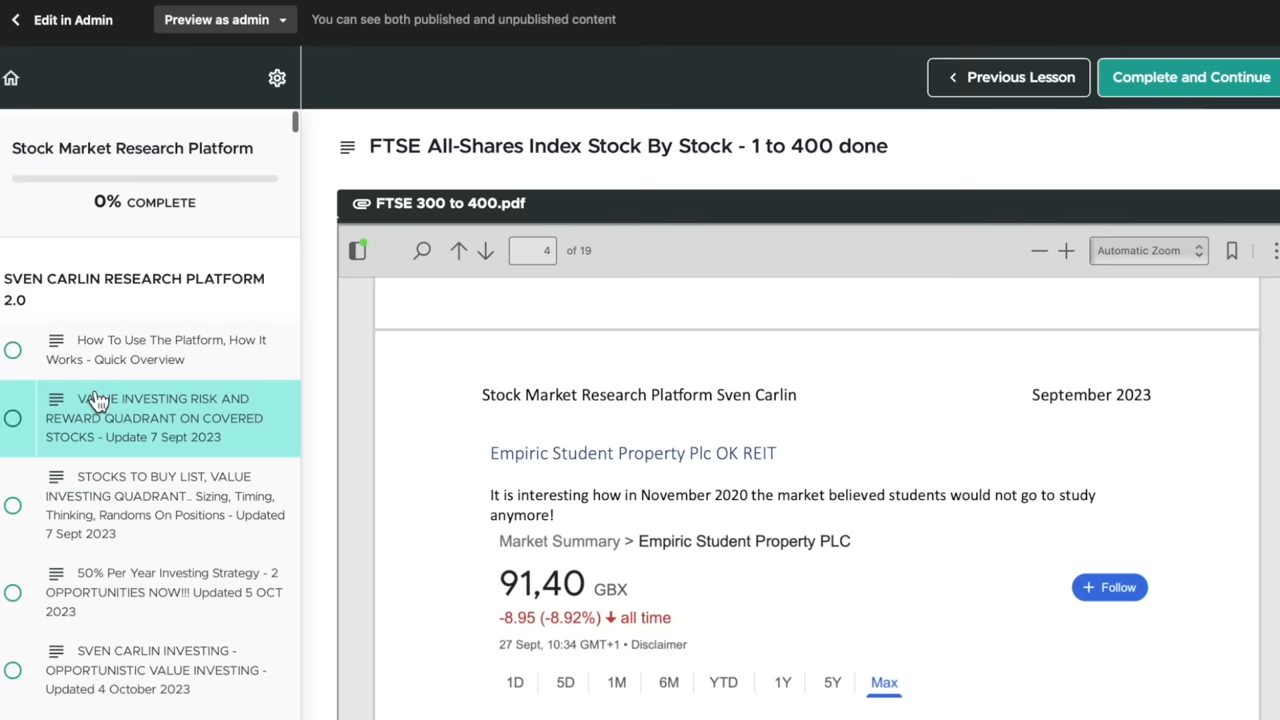 Edit in Admin
Preview as admin
You can see both published and unpublished content
Previous Lesson
Complete and Continue
Stock Market Research Platform
0% COMPLETE
SVEN CARLIN RESEARCH PLATFORM
2.0
How To Use The Platform, How It
Works - Quick Overview
VALUE INVESTING RISK AND
REWARD QUADRANT ON COVERED
STOCKS - Update 7 Sept 2023
STOCKS TO BUY LIST, VALUE
INVESTING QUADRANT.. Sizing, Timing,
Thinking, Randoms On Positions - Updated
7 Sept 2023
50% Per Year Investing Strategy - 2
OPPORTUNITIES NOW!!! Updated 5 OCT
2023
SVEN CARLIN INVESTING -
OPPORTUNISTIC VALUE INVESTING -
Updated 4 October 2023
FTSE All-Shares Index Stock By Stock - 1 to 400 done
FTSE 300 to 400.pdf
4 of 19
Automatic Zoom
Stock Market Research Platform Sven Carlin September 2023
Empiric Student Property Plc OK REIT
It is interesting how in November 2020 the market believed students would not go to study
anymore!
Market Summary > Empiric Student Property PLC
91,40 GBX
+ Follow
-8.95 (-8.92%) ↓ all time
27 Sept, 10:34 GMT+1 • Disclaimer
1D 5D 1M 6M YTD 1Y 5Y Max